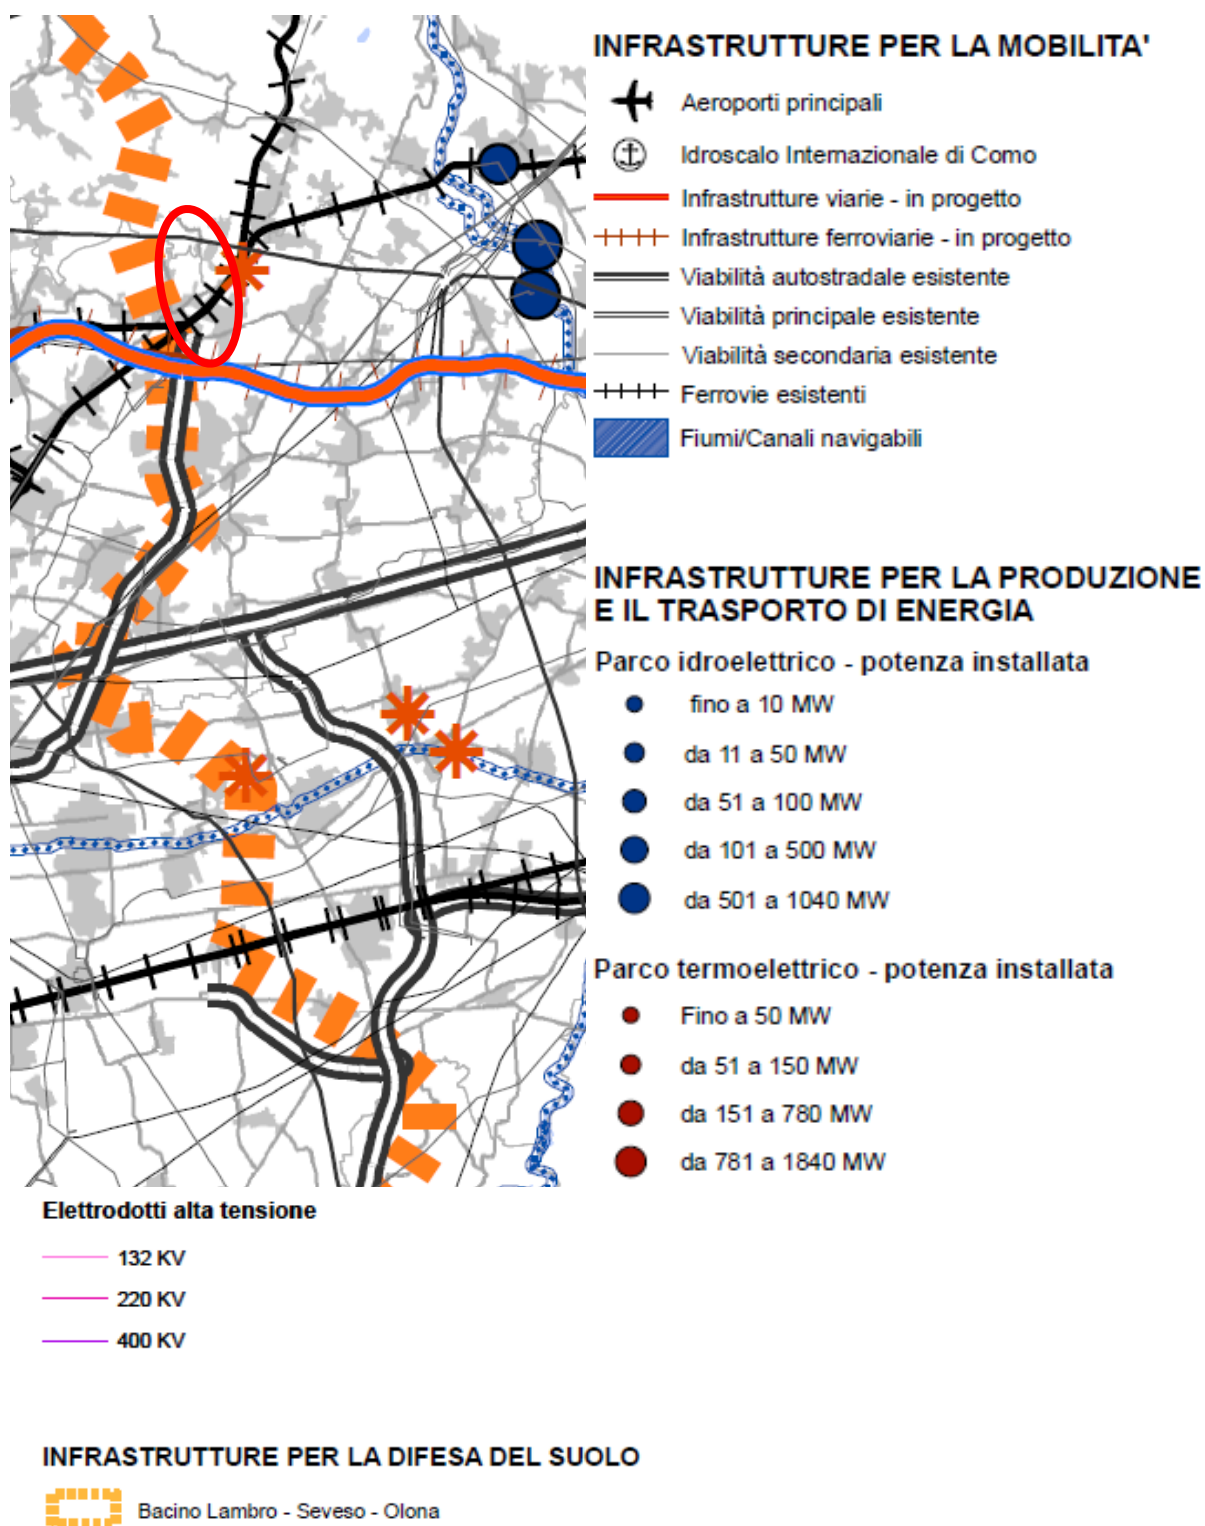 INFRASTRUTTURE PER LA MOBILITA'
Aeroporti principali
Idroscalo Internazionale di Como
Infrastrutture viarie - in progetto
Infrastrutture ferroviarie - in progetto
Viabilità autostradale esistente
Viabilità principale esistente
Viabilità secondaria esistente
Ferrovie esistenti
Fiumi/Canali navigabili
INFRASTRUTTURE PER LA PRODUZIONE
E IL TRASPORTO DI ENERGIA
Parco idroelettrico - potenza installata
fino a 10 MW
da 11 a 50 MW
da 51 a 100 MW
da 101 a 500 MW
da 501 a 1040 MW
Parco termoelettrico - potenza installata
Fino a 50 MW
da 51 a 150 MW
da 151 a 780 MW
da 781 a 1840 MW
Elettrodotti alta tensione
132 KV
220 KV
400 KV
INFRASTRUTTURE PER LA DIFESA DEL SUOLO
Bacino Lambro - Seveso - Olona